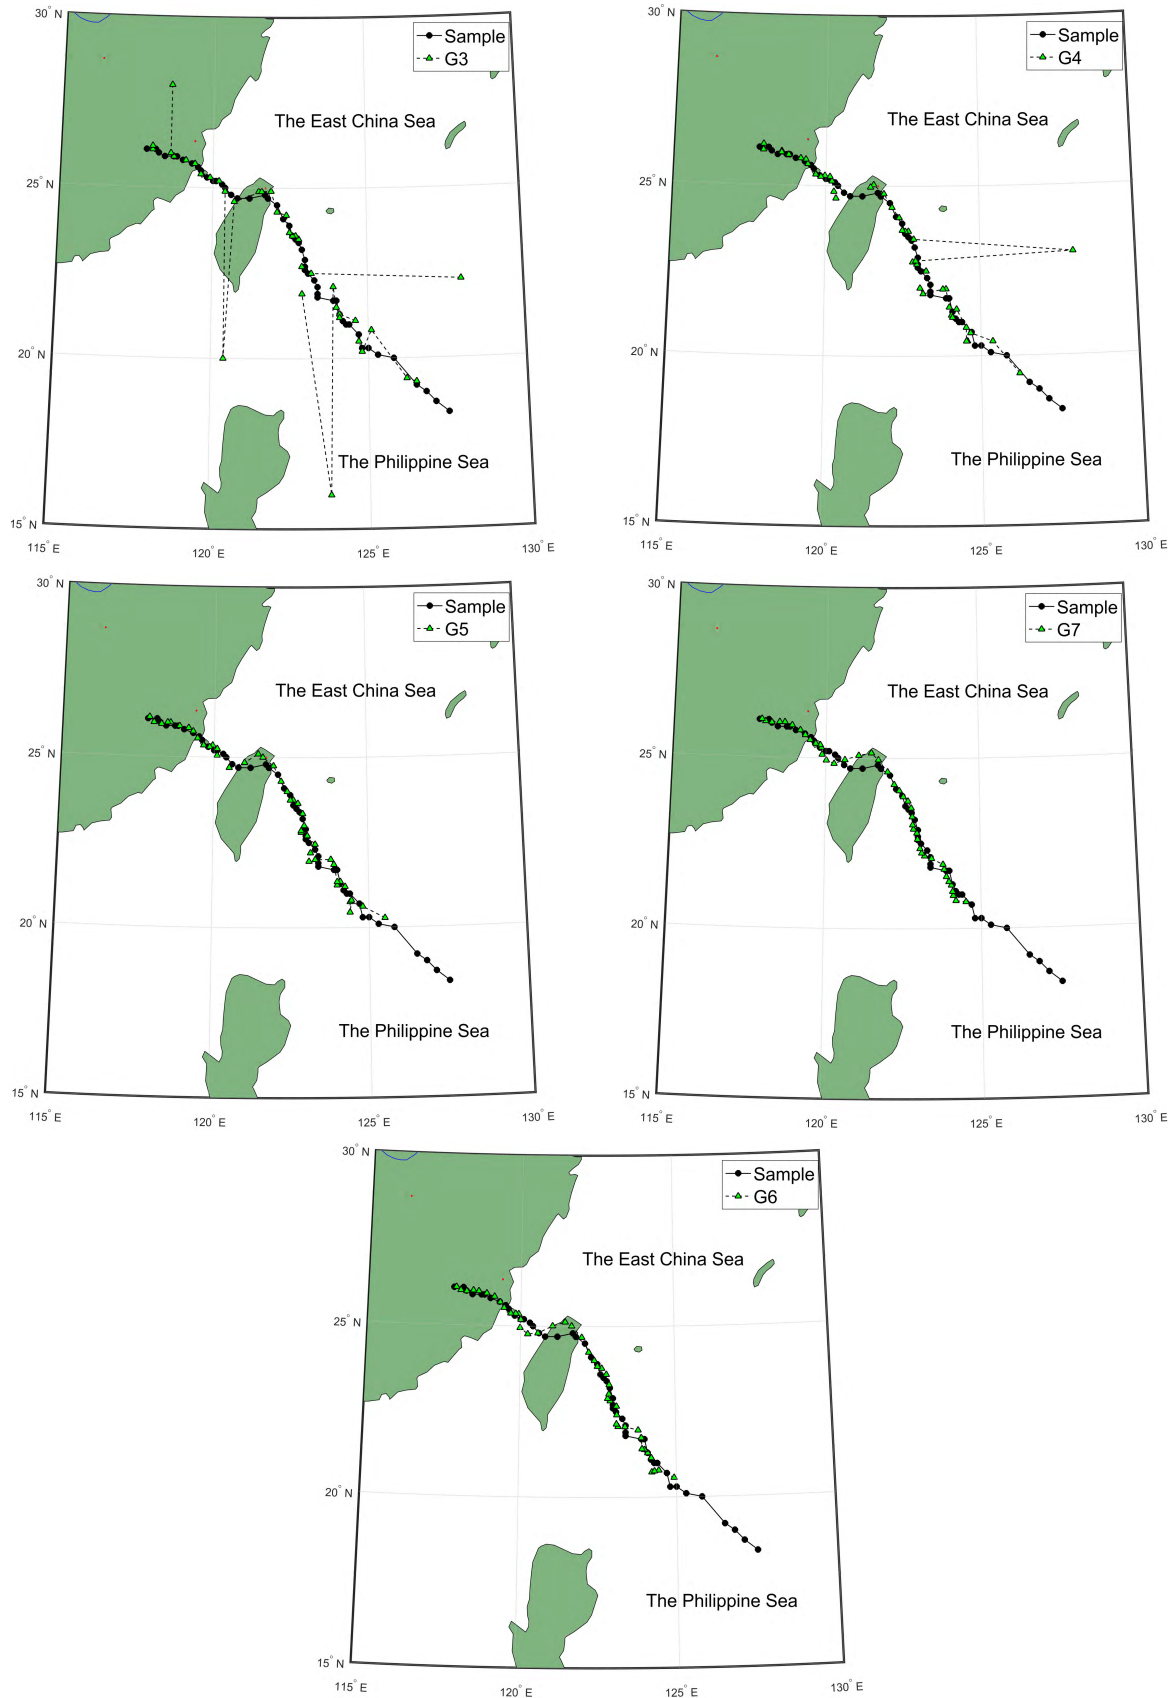 30° N
Sample
G3
The East China Sea
25° N
20° N
The Philippine Sea
15° N
115° E
120° E
125° E
130° E
30° N
Sample
G4
The East China Sea
25° N
20° N
The Philippine Sea
15° N
115° E
120° E
125° E
130° E
30° N
Sample
G5
The East China Sea
25° N
20° N
The Philippine Sea
15° N
115° E
120° E
125° E
130° E
30° N
Sample
G7
The East China Sea
25° N
20° N
The Philippine Sea
15° N
115° E
120° E
125° E
130° E
30° N
Sample
G6
The East China Sea
25° N
20° N
The Philippine Sea
15° N
115° E
120° E
125° E
130° E